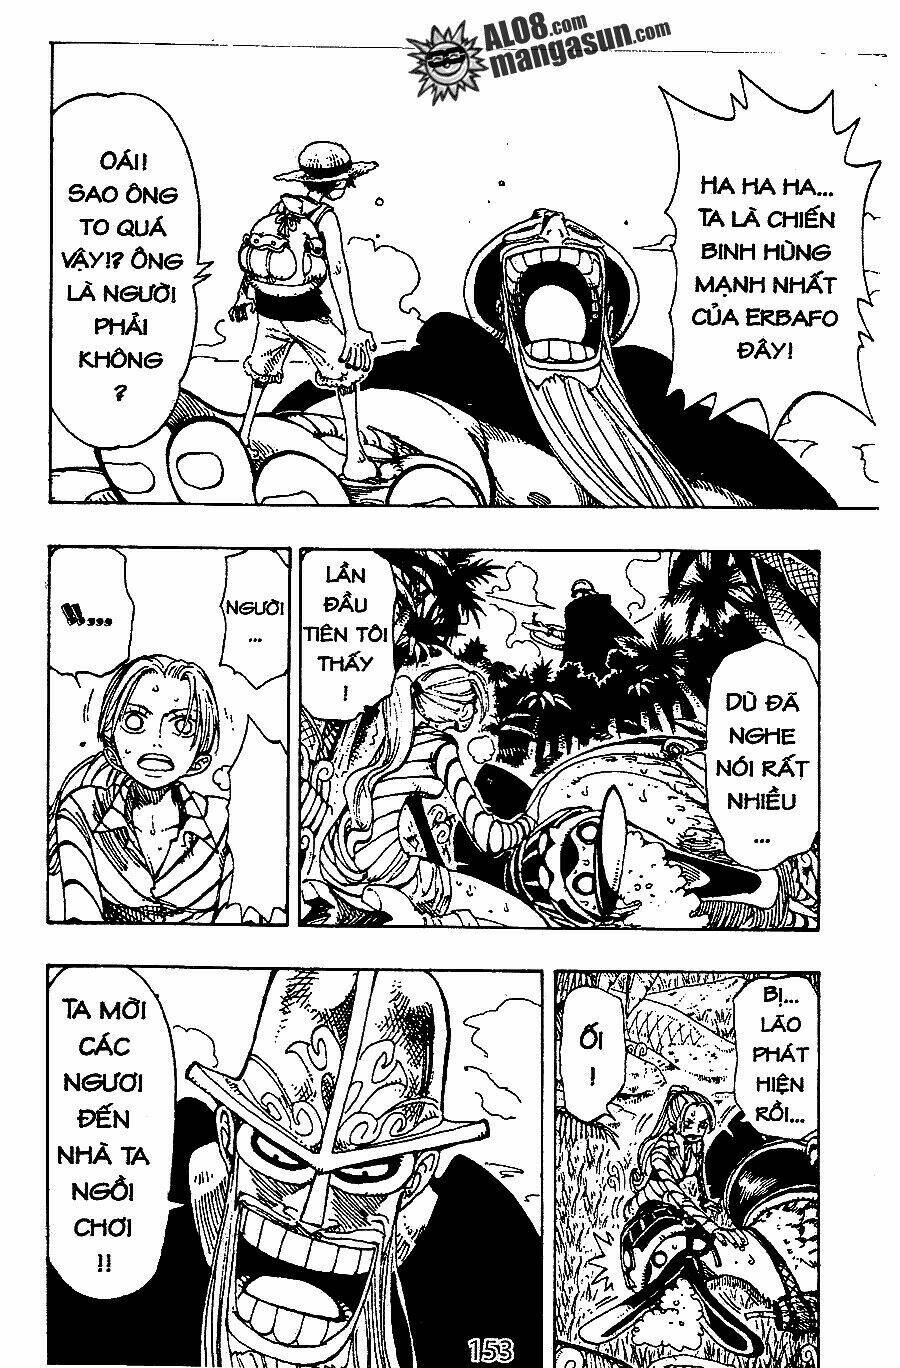 ALO8.com
mangasun.com
HA HA HA...
TA LÀ CHIẾN
BINH HÙNG
MẠNH NHẤT
CỦA ERBAFO
ĐÂY!
OÁI!
SAO ÔNG
TO QUÁ
VẬY!? ÔNG
LÀ NGƯỜI
PHẢI
KHÔNG
?
DÙ ĐÃ
NGHE
NÓI RẤT
NHIỀU
...
LẦN
ĐẦU
TIÊN TÔI
THẤY
!
NGƯỜI
...
!!,,,,
BỊ...
LÃO
PHÁT
HIỆN
RỒI...
ỐI
!
TA MỜI
CÁC
NGƯƠI
ĐẾN
NHÀ TA
NGỒI
CHƠI
!!
153